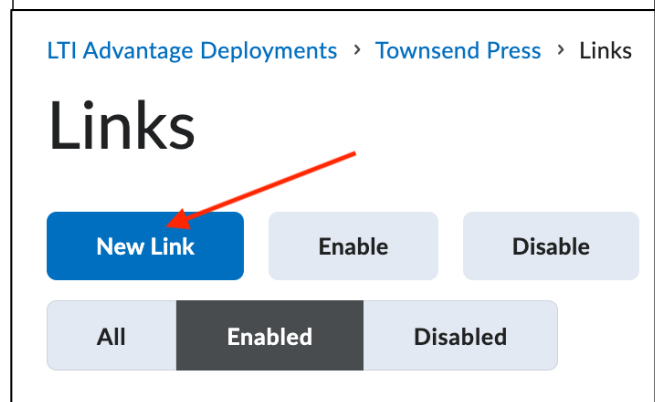 LTI Advantage Deployments › Townsend Press › Links
Links
New Link Enable Disable
All Enabled Disabled